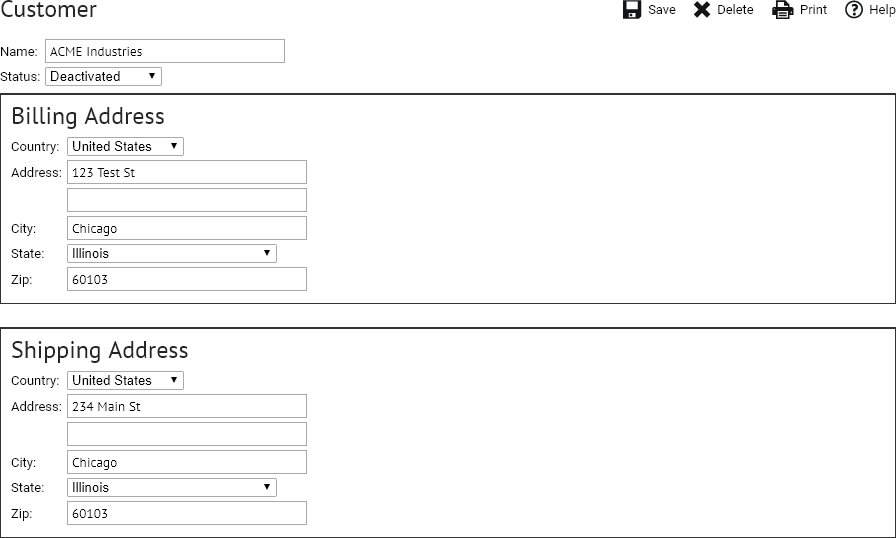 Customer Save Delete Print Help
Name: ACME Industries
Status: Deactivated
Billing Address
Country: United States
Address: 123 Test St
City: Chicago
State: Illinois
Zip: 60103
Shipping Address
Country: United States
Address: 234 Main St
City: Chicago
State: Illinois
Zip: 60103